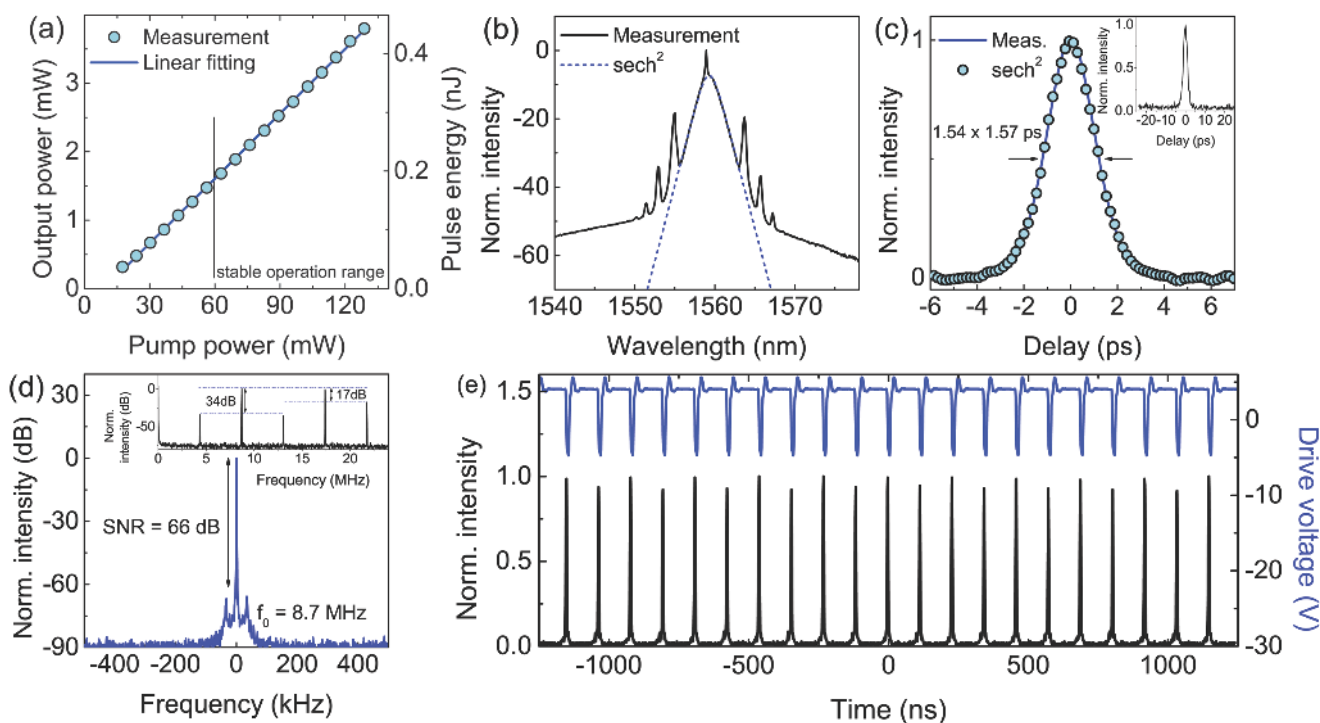 (a)
Measurement
Linear fitting
Output power (mW)
3
2
1
0
0.4
0.2
0.0
Pulse energy (nJ)
stable operation range
0 30 60 90 120
Pump power (mW)
(b)
Measurement
sech²
Norm. intensity
0
-20
-40
-60
1540 1550 1560 1570
Wavelength (nm)
(c)
Meas.
sech²
Norm. intensity
1
0
1.54 x 1.57 ps
-6 -4 -2 0 2 4 6
Delay (ps)
Norm. intensity
1.0
0.5
0.0
-20 -10 0 10 20
Delay (ps)
(d)
Norm. intensity (dB)
30
0
-30
-60
-90
SNR = 66 dB
f₀ = 8.7 MHz
-400 -200 0 200 400
Frequency (kHz)
Norm.
intensity (dB)
0
-50
34dB
17dB
0 5 10 15 20
Frequency (MHz)
(e)
Norm. intensity
1.5
1.0
0.5
0.0
0
-10
-20
-30
Drive voltage (V)
-1000 -500 0 500 1000
Time (ns)